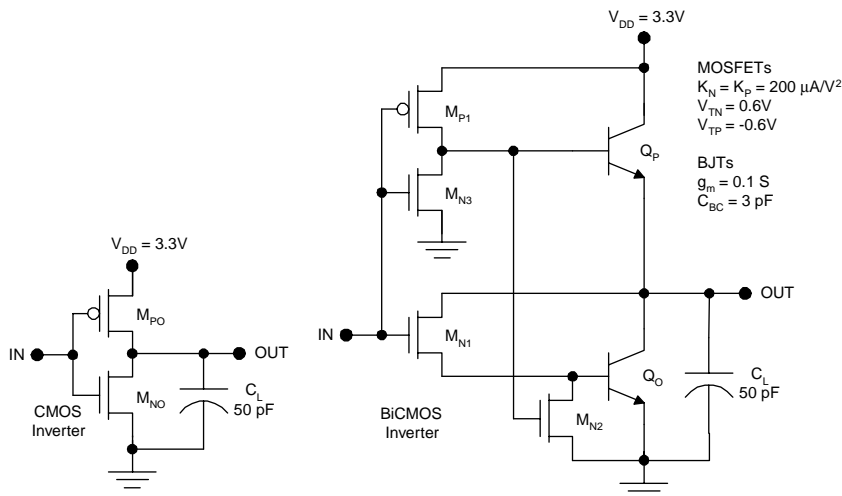 V_DD = 3.3V
MOSFETs
K_N = K_P = 200 μA/V²
V_TN = 0.6V
V_TP = -0.6V
BJTs
g_m = 0.1 S
C_BC = 3 pF
M_P1
Q_P
M_N3
V_DD = 3.3V
M_PO
IN
OUT
M_NO
C_L
50 pF
CMOS
Inverter
OUT
IN
M_N1
Q_O
C_L
50 pF
M_N2
BiCMOS
Inverter